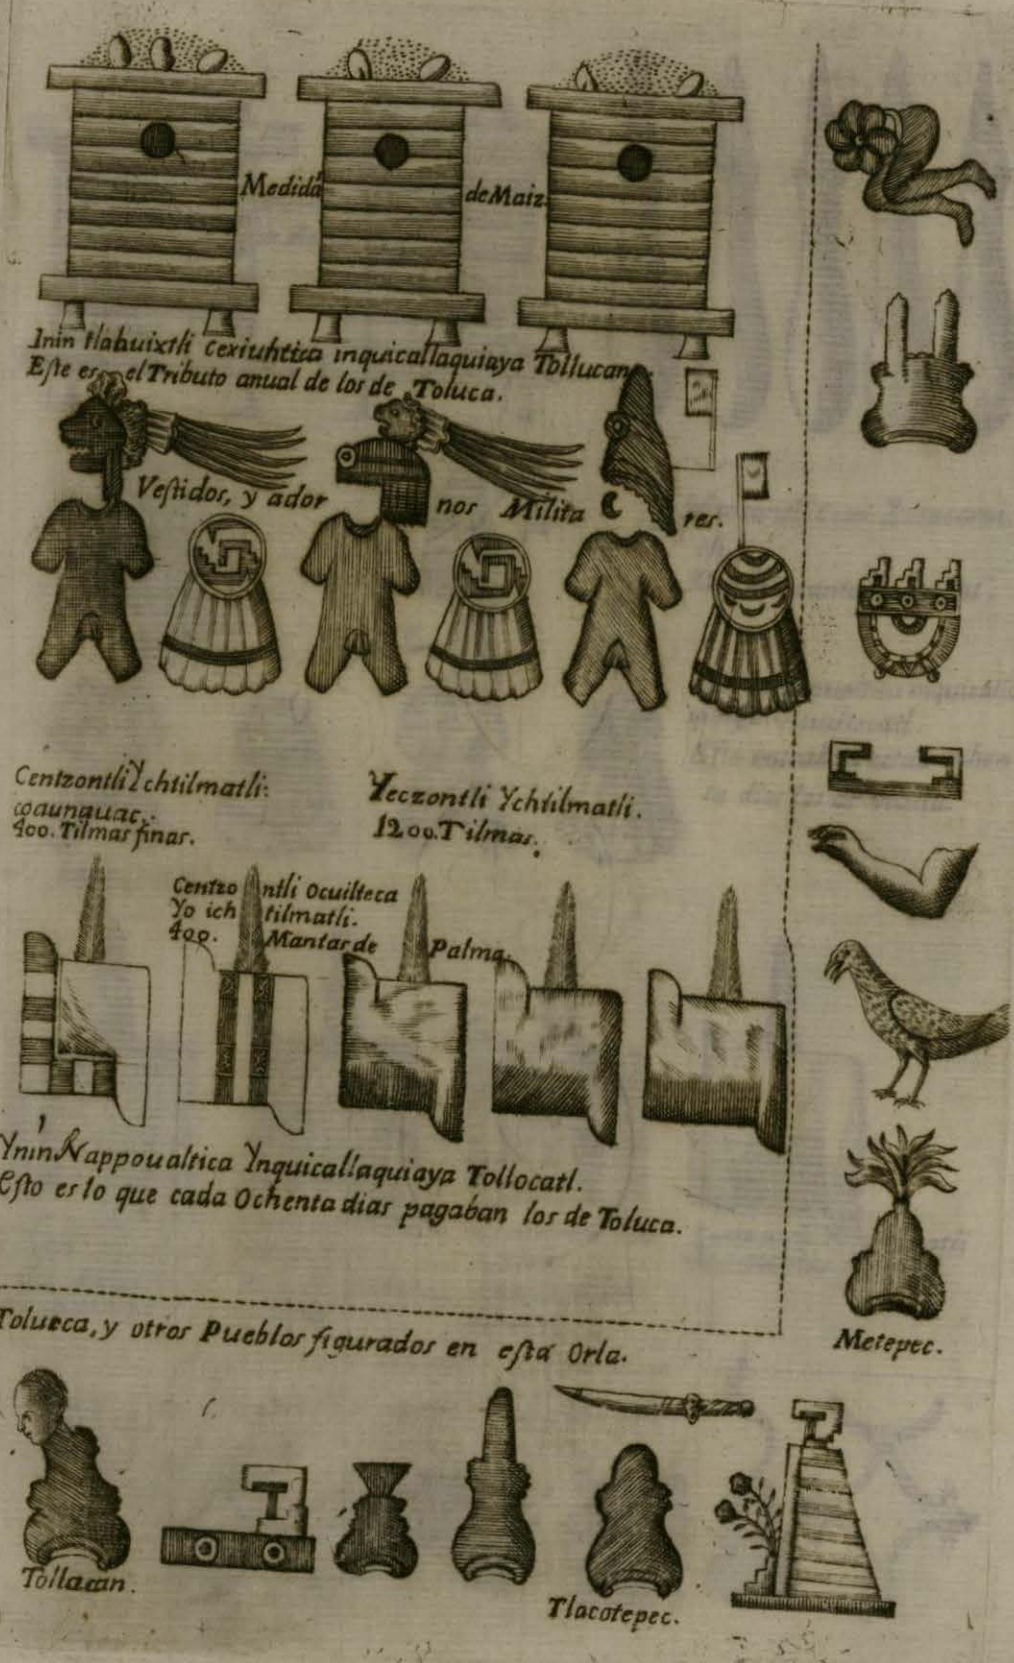 Medida de Maiz.
Inin tlahuixtli Cexiuhtica inquicallaquiaya Tollucan.
Eſte es el Tributo anual de los de Toluca.
Veſtidos, y ador nos Milita res.
Centzontli Ychtilmatli:
coaunquac.
400. Tilmas finas.
Yeczontli Ychtilmatli.
1200. Tilmas.
Centzo ntli Ocuilteca
Yo ich tilmatli.
400. Mantas de Palma.
Ynin Nappoualtica Ynquicallaquiaya Tollocatl.
Eſto es lo que cada Ochenta dias pagaban los de Toluca.
Tolueca, y otros Pueblos figurados en eſta Orla.
Metepec.
Tollacan.
Tlacotepec.